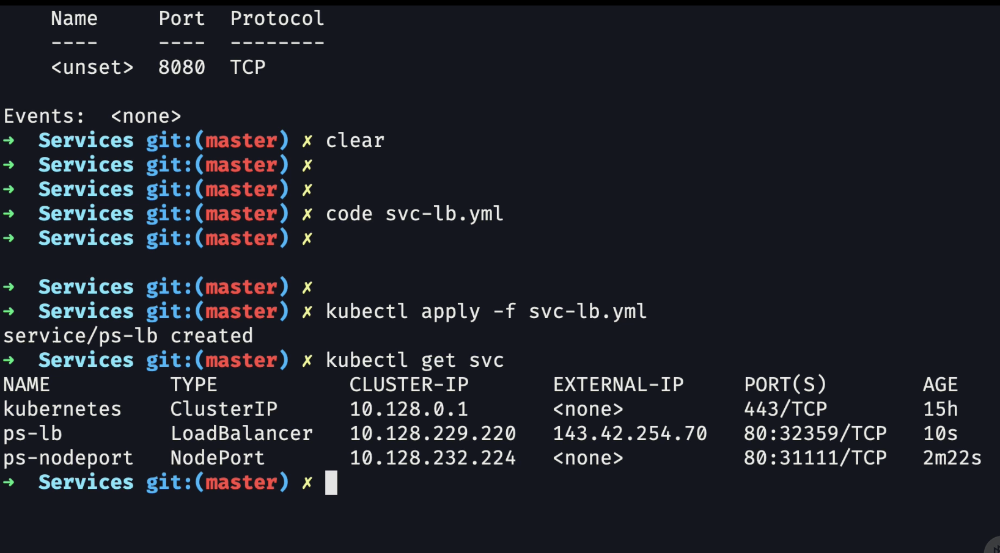 Name Port Protocol
---- ---- --------
<unset> 8080 TCP
Events: <none>
➜ Services git:(master) ✗ clear
➜ Services git:(master) ✗
➜ Services git:(master) ✗
➜ Services git:(master) ✗ code svc-lb.yml
➜ Services git:(master) ✗
➜ Services git:(master) ✗
➜ Services git:(master) ✗ kubectl apply -f svc-lb.yml
service/ps-lb created
➜ Services git:(master) ✗ kubectl get svc
NAME TYPE CLUSTER-IP EXTERNAL-IP PORT(S) AGE
kubernetes ClusterIP 10.128.0.1 <none> 443/TCP 15h
ps-lb LoadBalancer 10.128.229.220 143.42.254.70 80:32359/TCP 10s
ps-nodeport NodePort 10.128.232.224 <none> 80:31111/TCP 2m22s
➜ Services git:(master) ✗